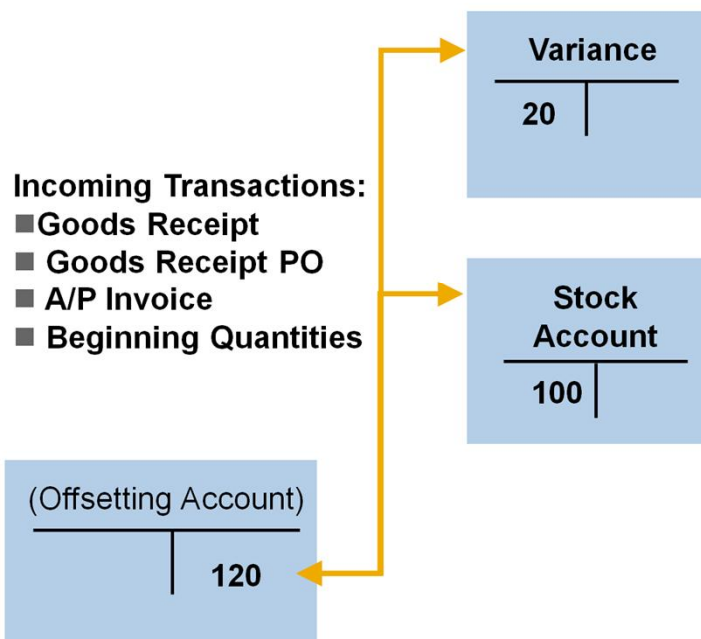 Variance
20
Incoming Transactions:
Goods Receipt
Goods Receipt PO
A/P Invoice
Beginning Quantities
Stock
Account
100
(Offsetting Account)
120